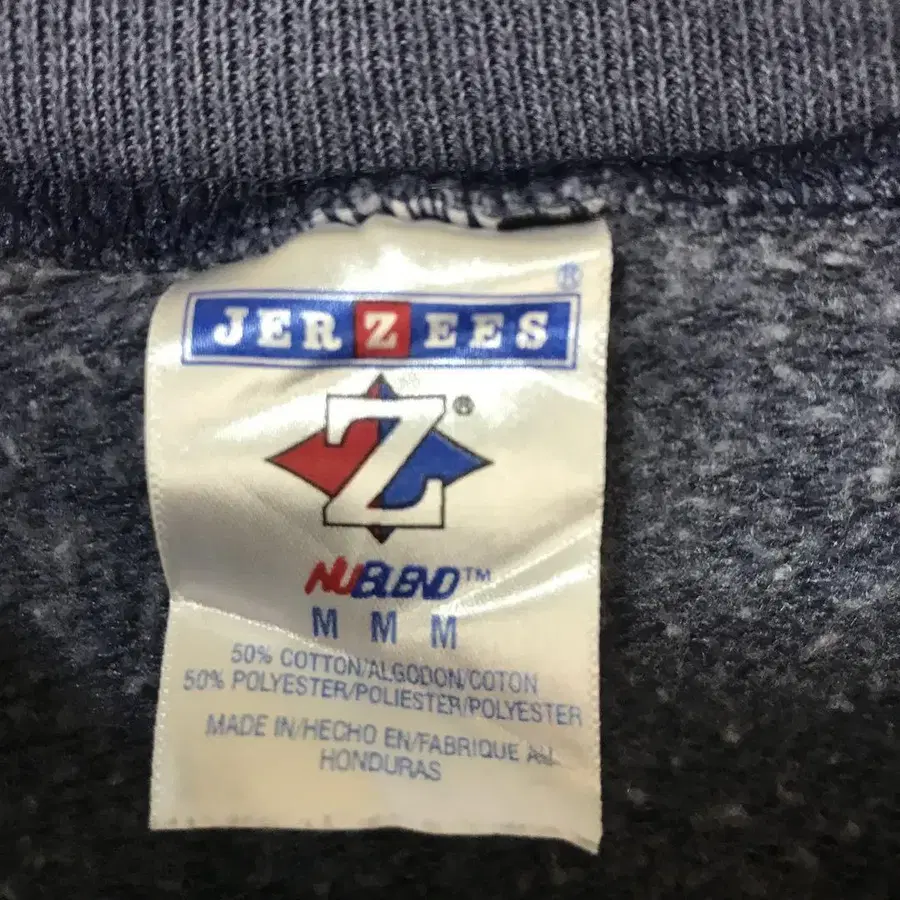 ®
JERZEES
Z®
NUBLEND™
M M M
50% COTTON/ALGODON/COTON
50% POLYESTER/POLIESTER/POLYESTER
MADE IN/HECHO EN/FABRIQUE AU
HONDURAS